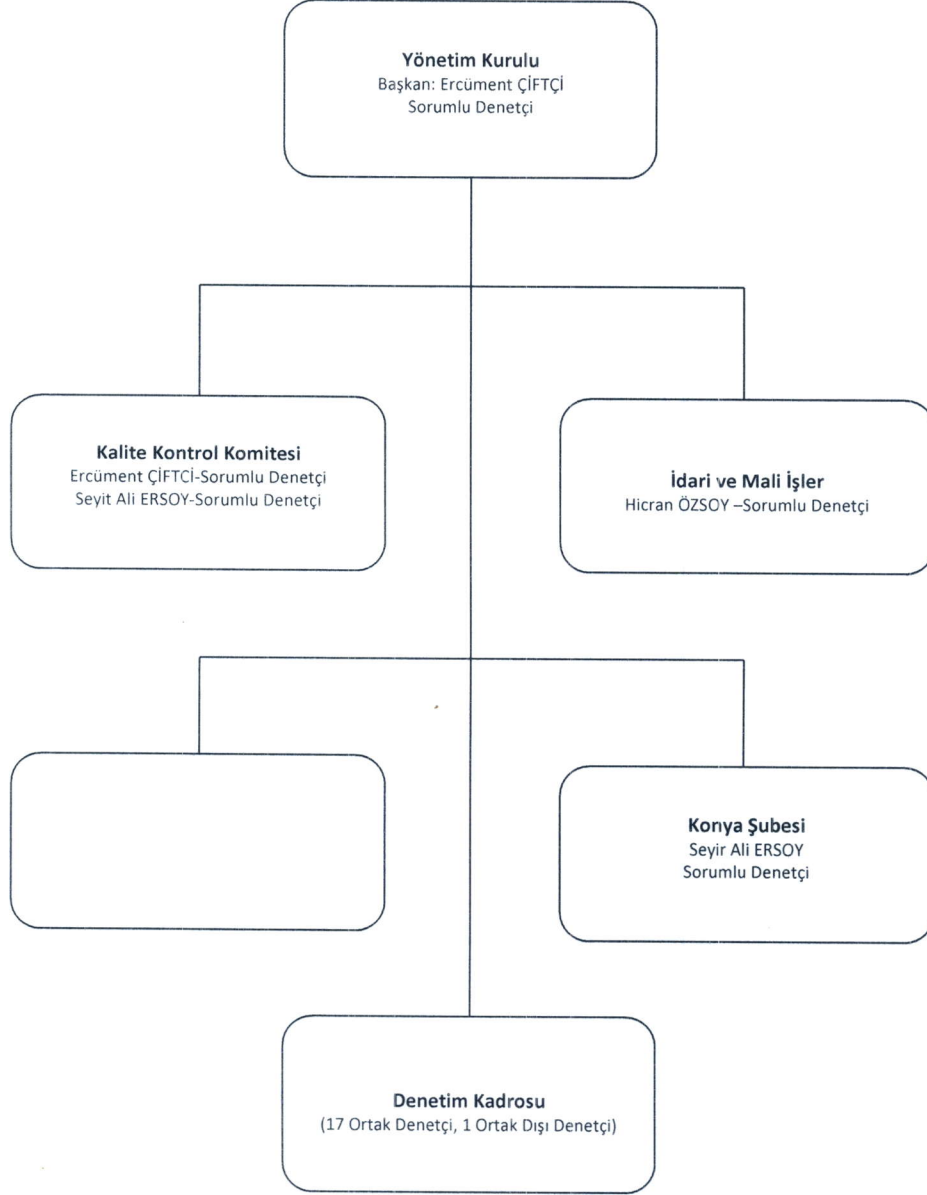 Yönetim Kurulu
Başkan: Ercüment ÇİFTÇİ
Sorumlu Denetçi
Kalite Kontrol Komitesi
Ercüment ÇİFTCİ-Sorumlu Denetçi
Seyit Ali ERSOY-Sorumlu Denetçi
İdari ve Mali İşler
Hicran ÖZSOY –Sorumlu Denetçi
Konya Şubesi
Seyir Ali ERSOY
Sorumlu Denetçi
Denetim Kadrosu
(17 Ortak Denetçi, 1 Ortak Dışı Denetçi)